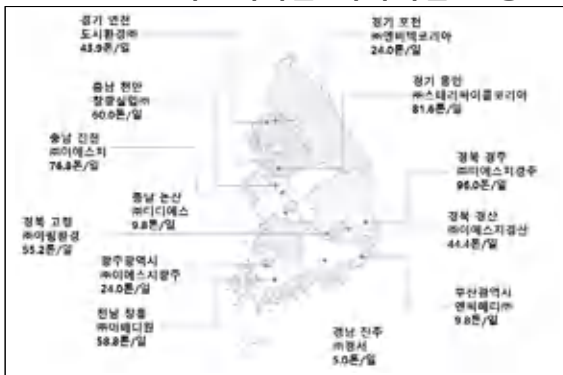 경기 연천
도시환경㈜
43.9톤/일
경기 포천
㈜엔비텍코리아
24.0톤/일
충남 천안
창광실업㈜
60.0톤/일
경기 용인
㈜스테리싸이클코리아
81.6톤/일
충남 진천
㈜이에스티
76.8톤/일
충남 논산
㈜디디에스
9.8톤/일
경북 경주
㈜이에스티경주
96.0톤/일
경북 고령
㈜아림환경
55.2톤/일
경북 경산
㈜이에스티경산
44.4톤/일
광주광역시
㈜이에스티광주
24.0톤/일
부산광역시
엔씨메디㈜
9.8톤/일
전남 장흥
㈜이메디원
58.8톤/일
경남 진주
㈜경서
5.0톤/일